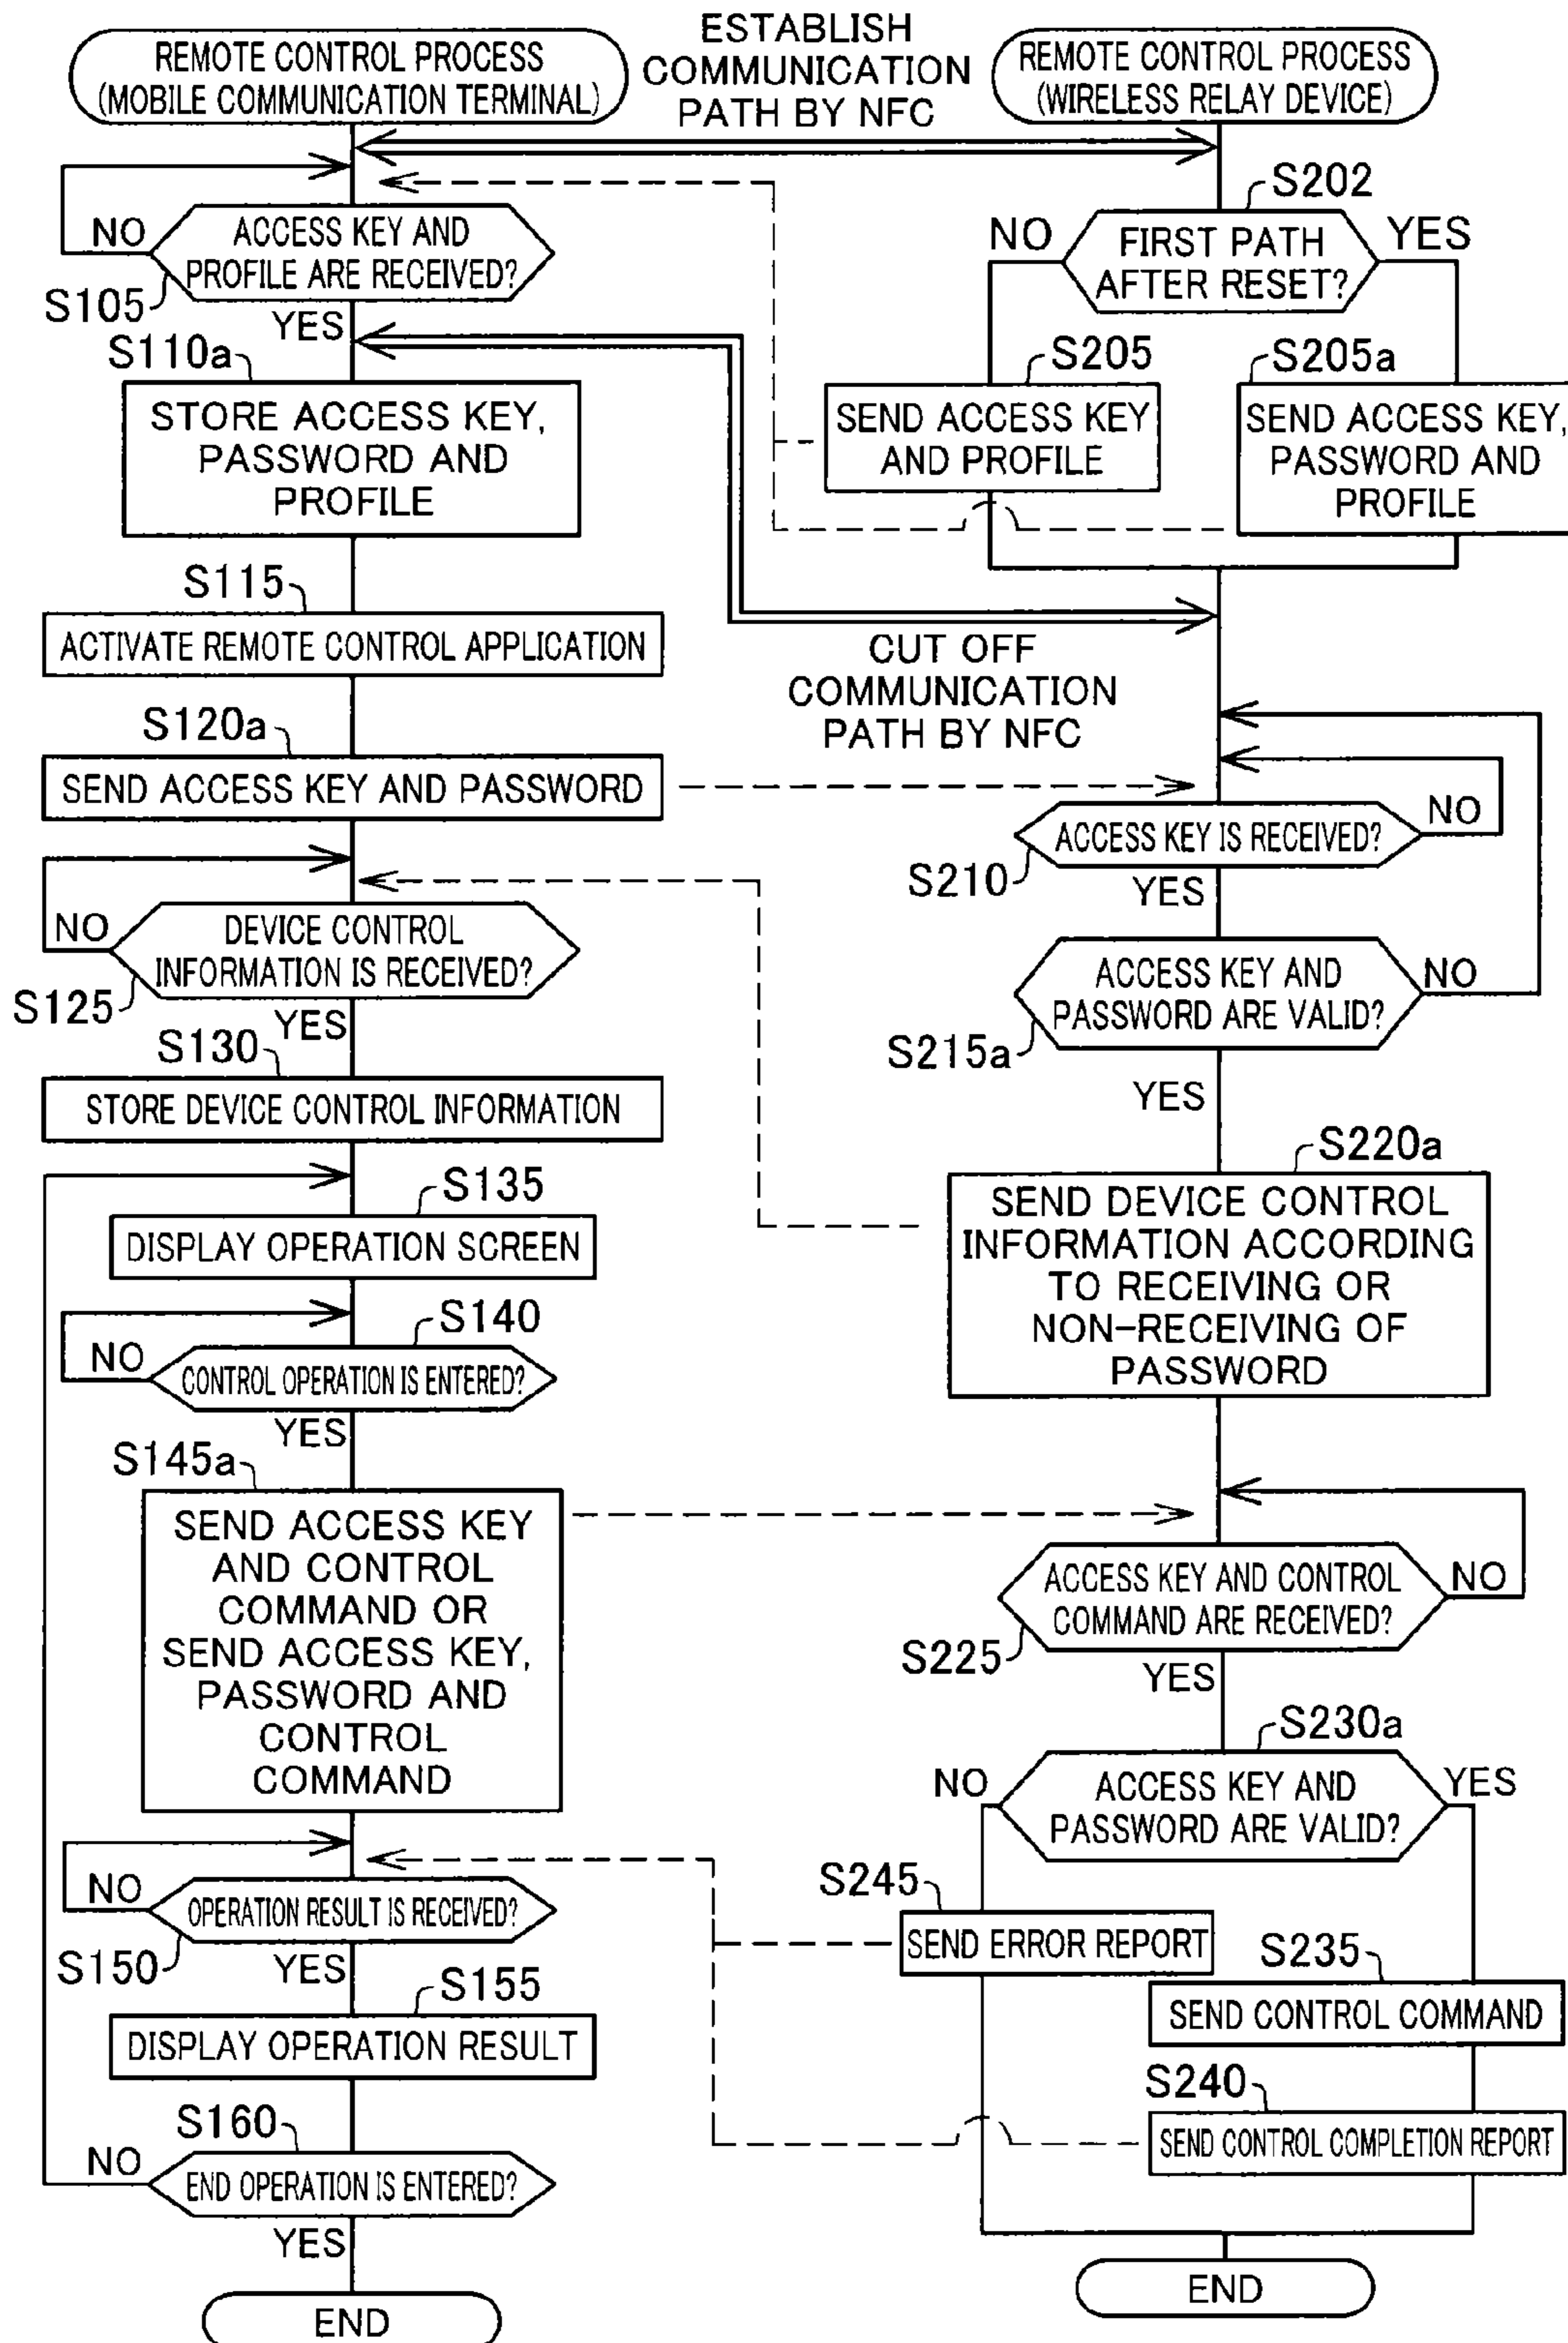 REMOTE CONTROL PROCESS
(MOBILE COMMUNICATION TERMINAL)
ESTABLISH
COMMUNICATION
PATH BY NFC
REMOTE CONTROL PROCESS
(WIRELESS RELAY DEVICE)
NO
ACCESS KEY AND
PROFILE ARE RECEIVED?
S105
YES
S110a
STORE ACCESS KEY,
PASSWORD AND
PROFILE
S115
ACTIVATE REMOTE CONTROL APPLICATION
S120a
SEND ACCESS KEY AND PASSWORD
NO
DEVICE CONTROL
INFORMATION IS RECEIVED?
S125
YES
S130
STORE DEVICE CONTROL INFORMATION
S135
DISPLAY OPERATION SCREEN
S140
NO
CONTROL OPERATION IS ENTERED?
YES
S145a
SEND ACCESS KEY
AND CONTROL
COMMAND OR
SEND ACCESS KEY,
PASSWORD AND
CONTROL
COMMAND
NO
OPERATION RESULT IS RECEIVED?
S150
YES
S155
DISPLAY OPERATION RESULT
S160
NO
END OPERATION IS ENTERED?
YES
END
S202
NO
FIRST PATH
AFTER RESET?
YES
S205
SEND ACCESS KEY
AND PROFILE
S205a
SEND ACCESS KEY,
PASSWORD AND
PROFILE
CUT OFF
COMMUNICATION
PATH BY NFC
ACCESS KEY IS RECEIVED?
NO
S210
YES
ACCESS KEY AND
PASSWORD ARE VALID?
NO
S215a
YES
S220a
SEND DEVICE CONTROL
INFORMATION ACCORDING
TO RECEIVING OR
NON-RECEIVING OF
PASSWORD
ACCESS KEY AND CONTROL
COMMAND ARE RECEIVED?
NO
S225
YES
S230a
NO
ACCESS KEY AND
PASSWORD ARE VALID?
YES
S245
SEND ERROR REPORT
S235
SEND CONTROL COMMAND
S240
SEND CONTROL COMPLETION REPORT
END